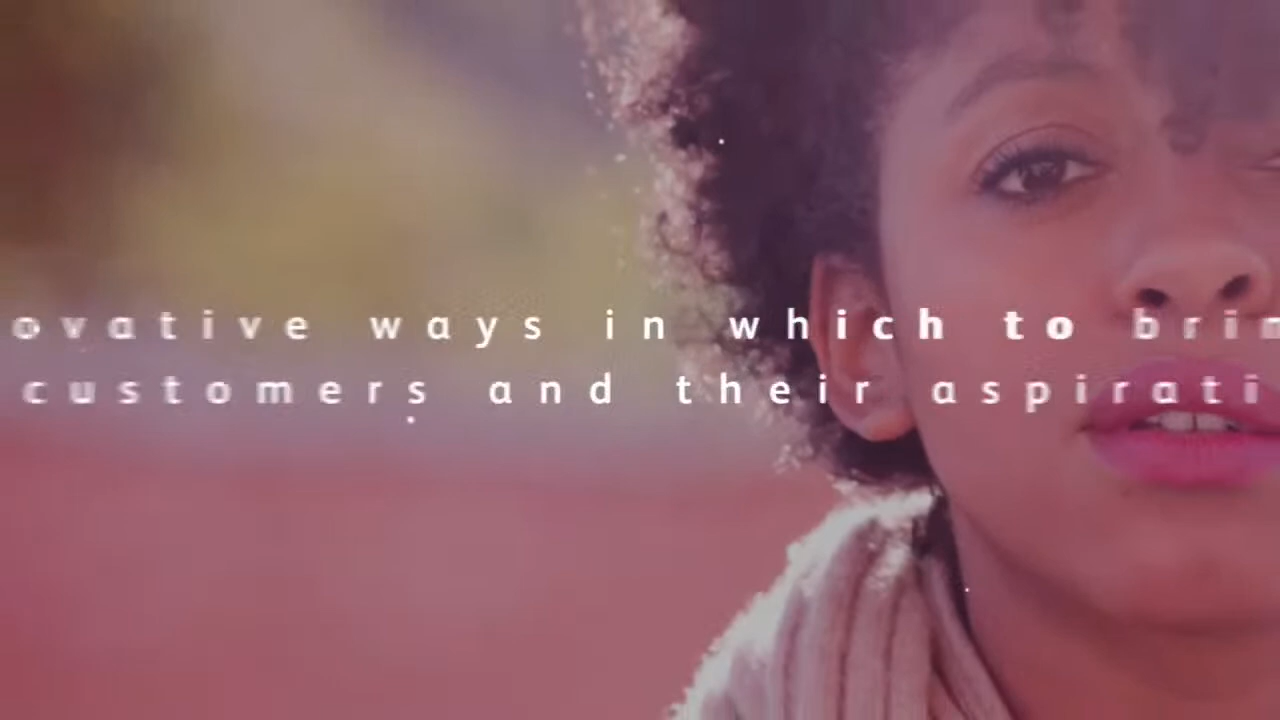 ovative ways in which to brin
customers and their aspirati